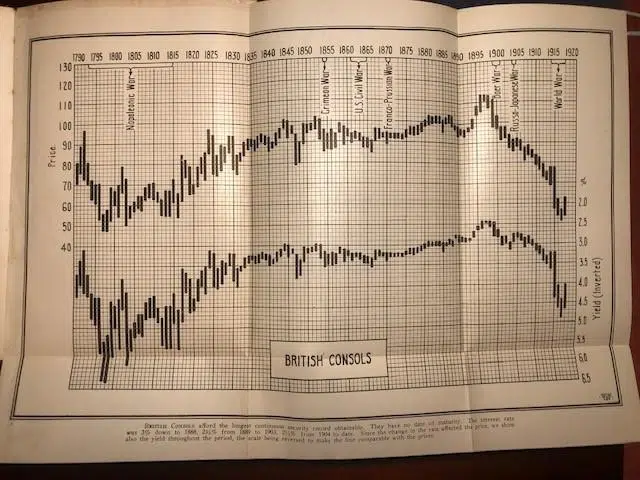 1790 1795 1800 1805 1810 1815 1820 1825 1830 1835 1840 1845 1850 1855 1860 1865 1870 1875 1880 1885 1890 1895 1900 1905 1910 1915 1920
Napoleonic War
Crimean War
U.S. Civil War
Franco-Prussian War
Boer War
Russo-Japanese War
World War
Price
130
120
110
100
90
80
70
60
50
40
%
2.0
2.5
3.0
3.5
4.0
4.5
5.0
5.5
6.0
6.5
Yield (Inverted)
BRITISH CONSOLS
BRITISH CONSOLS afford the longest continuous security record obtainable. They have no date of maturity. The interest rate
was 3% down to 1888, 2¾% from 1889 to 1903, 2½% from 1904 to date. Since the change in the rate affected the price, we show
also the yield throughout the period, the scale being reversed to make the line comparable with the prices.